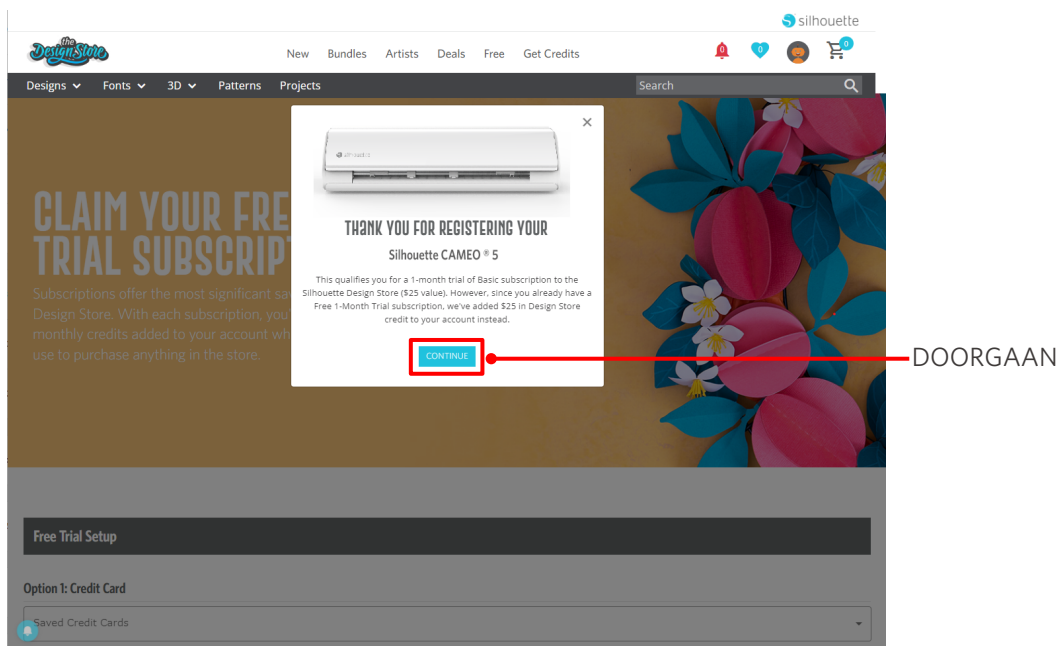 silhouette
the
Design Store
New Bundles Artists Deals Free Get Credits
0 0 0
Designs Fonts 3D Patterns Projects Search
silhouette
CLAIM YOUR FRE
TRIAL SUBSCRIP
Subscriptions offer the most significant sa
Design Store. With each subscription, you'
monthly credits added to your account wh
use to purchase anything in the store.
THANK YOU FOR REGISTERING YOUR
Silhouette CAMEO ® 5
This qualifies you for a 1-month trial of Basic subscription to the
Silhouette Design Store ($25 value). However, since you already have a
Free 1-Month Trial subscription, we've added $25 in Design Store
credit to your account instead.
CONTINUE
DOORGAAN
Free Trial Setup
Option 1: Credit Card
Saved Credit Cards